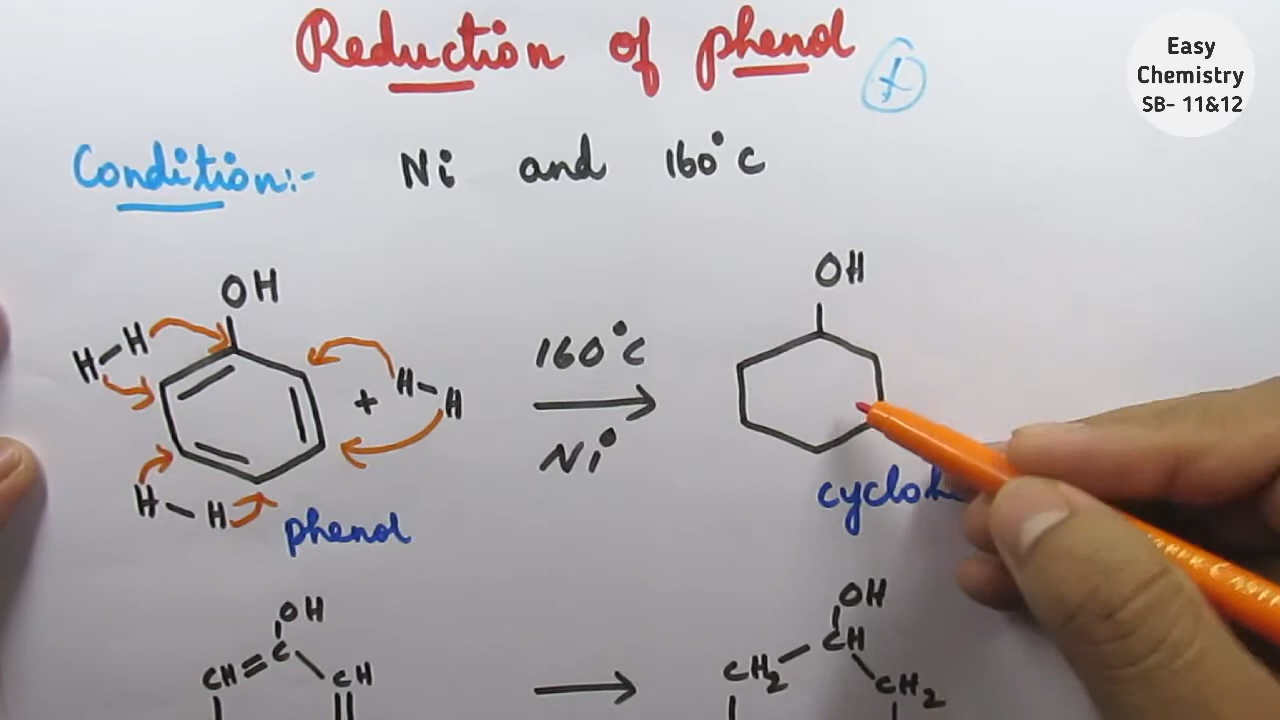 Reduction of phenol
Easy
Chemistry
SB- 11&12
Condition:- Ni and 160°C
OH
H-H
H-H
+
H-H
phenol
160°C
Ni
OH
OH
CH=C
CH
OH
CH
CH2
CH2